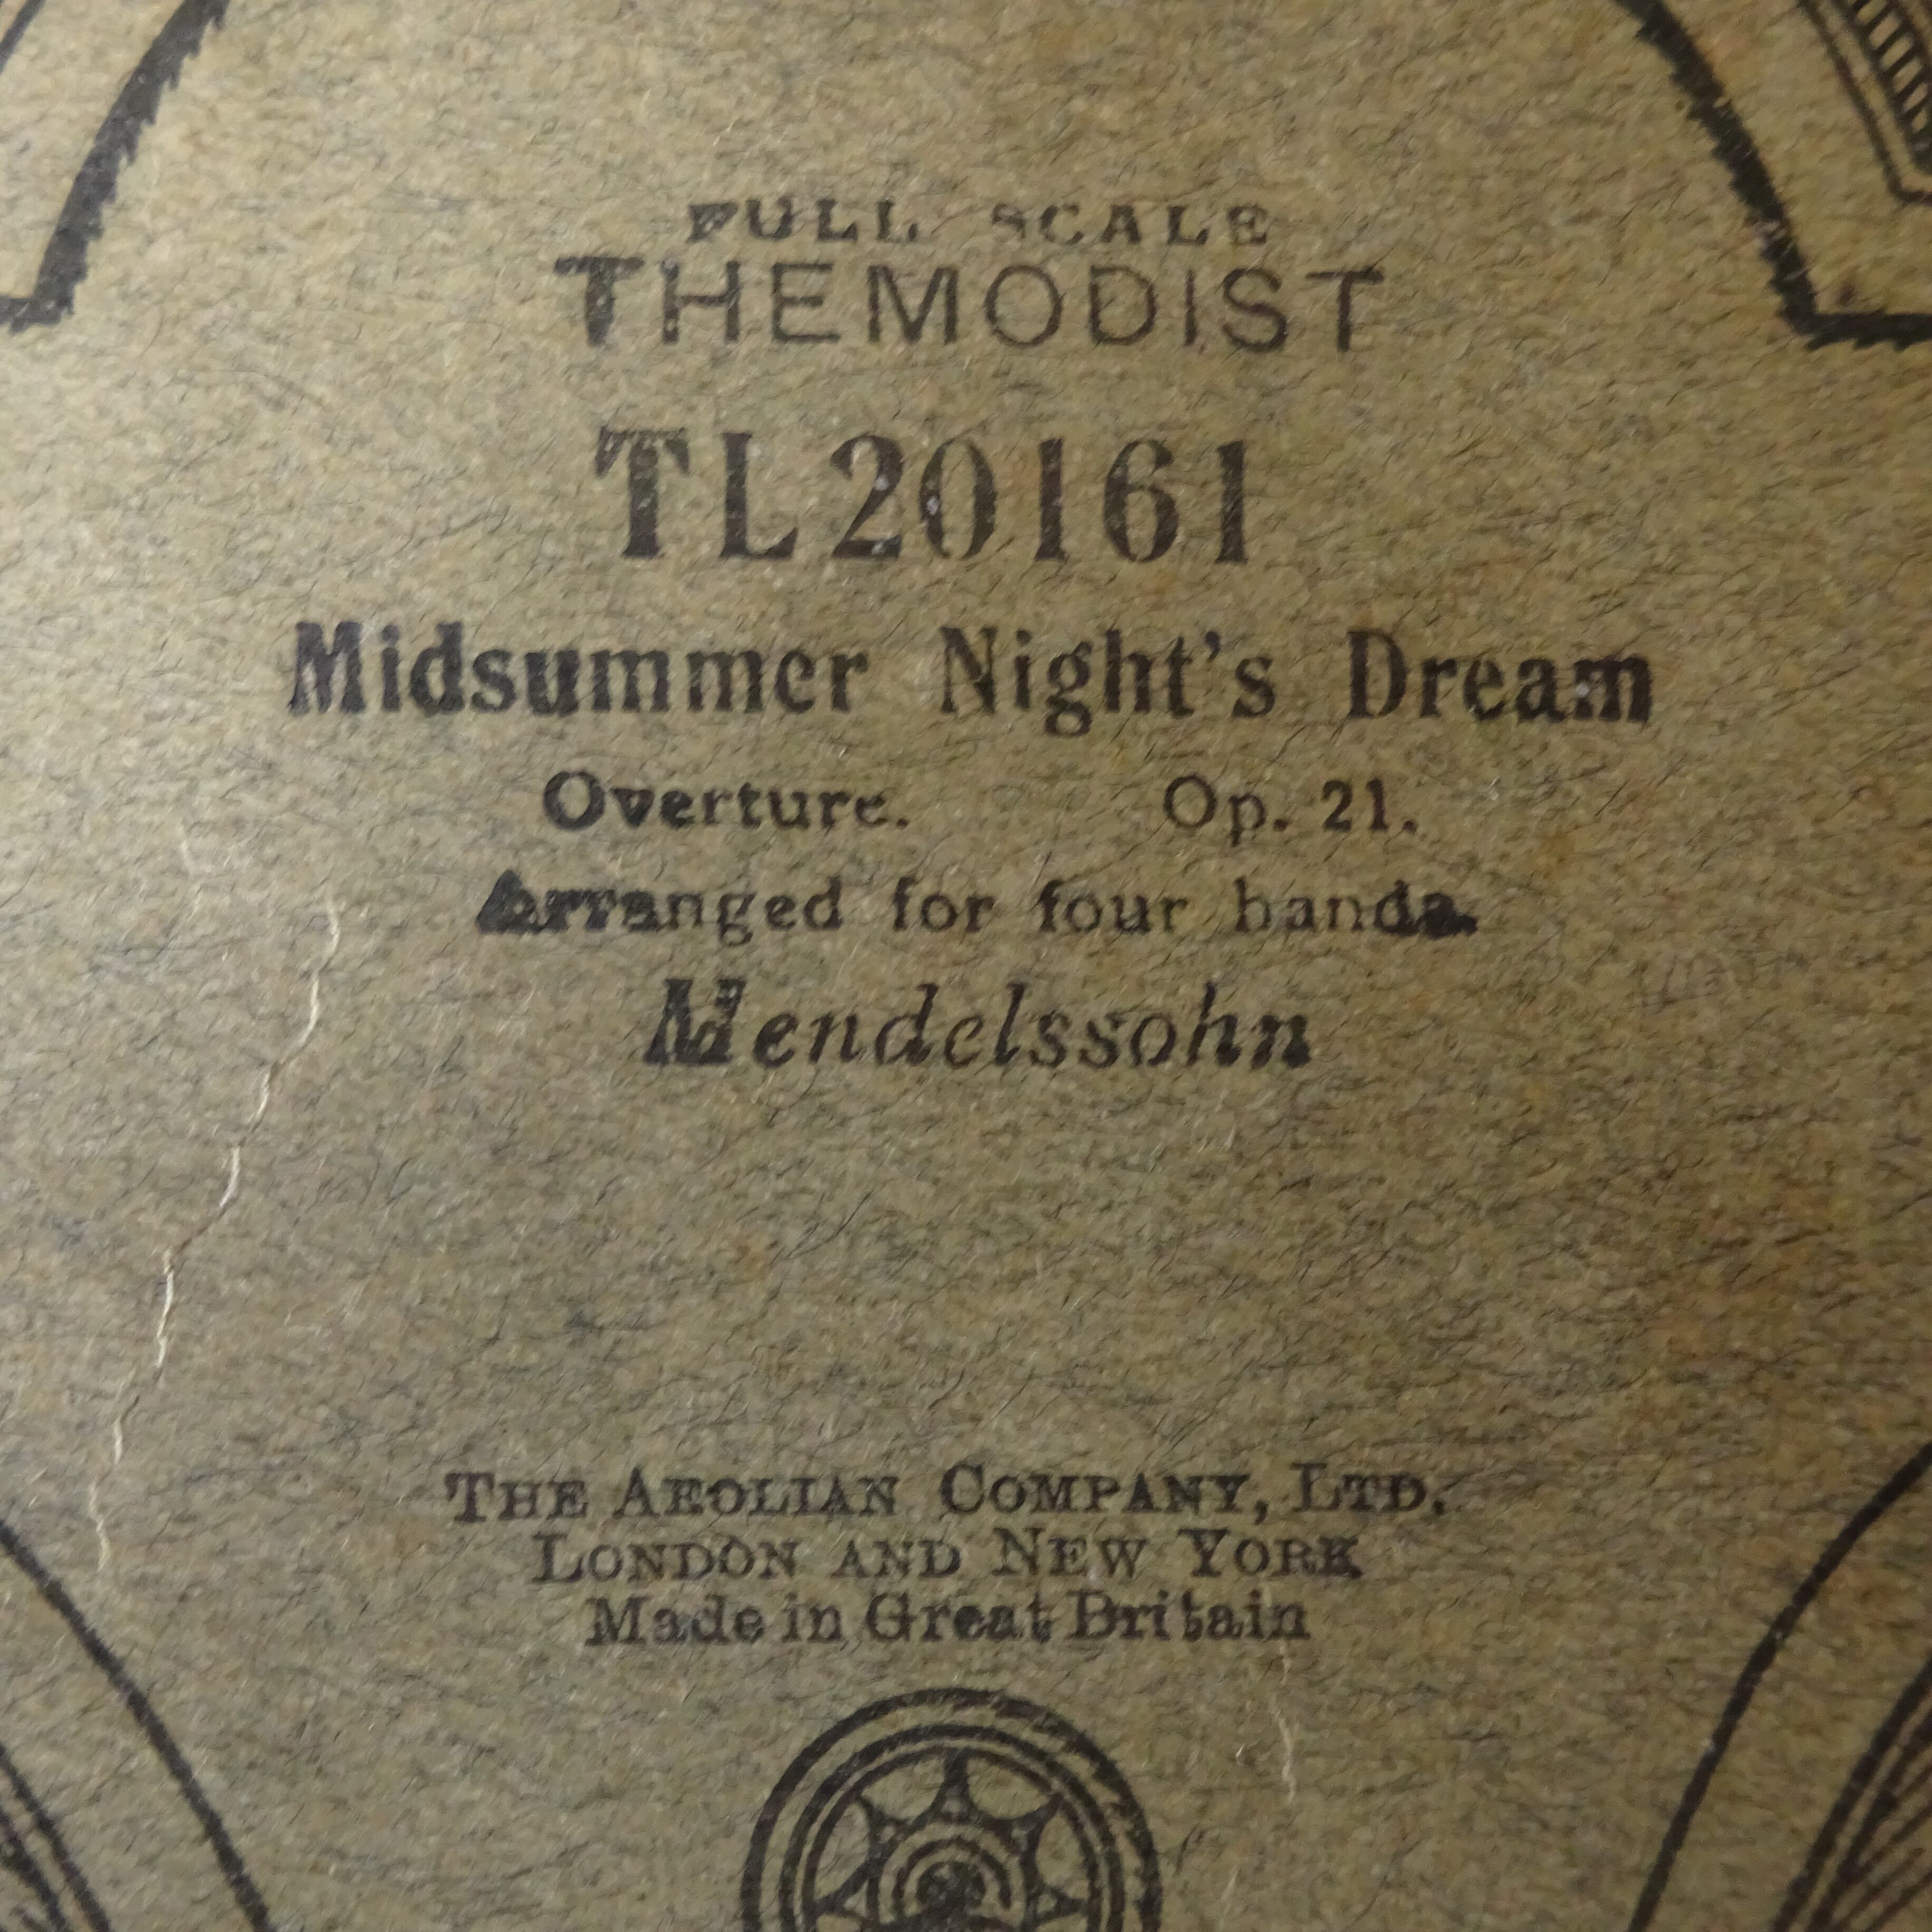 FULL SCALE
THEMODIST
TL20161
Midsummer Night's Dream
Overture. Op. 21.
Arranged for four hands.
Mendelssohn
THE AEOLIAN COMPANY, LTD.
LONDON AND NEW YORK
Made in Great Britain